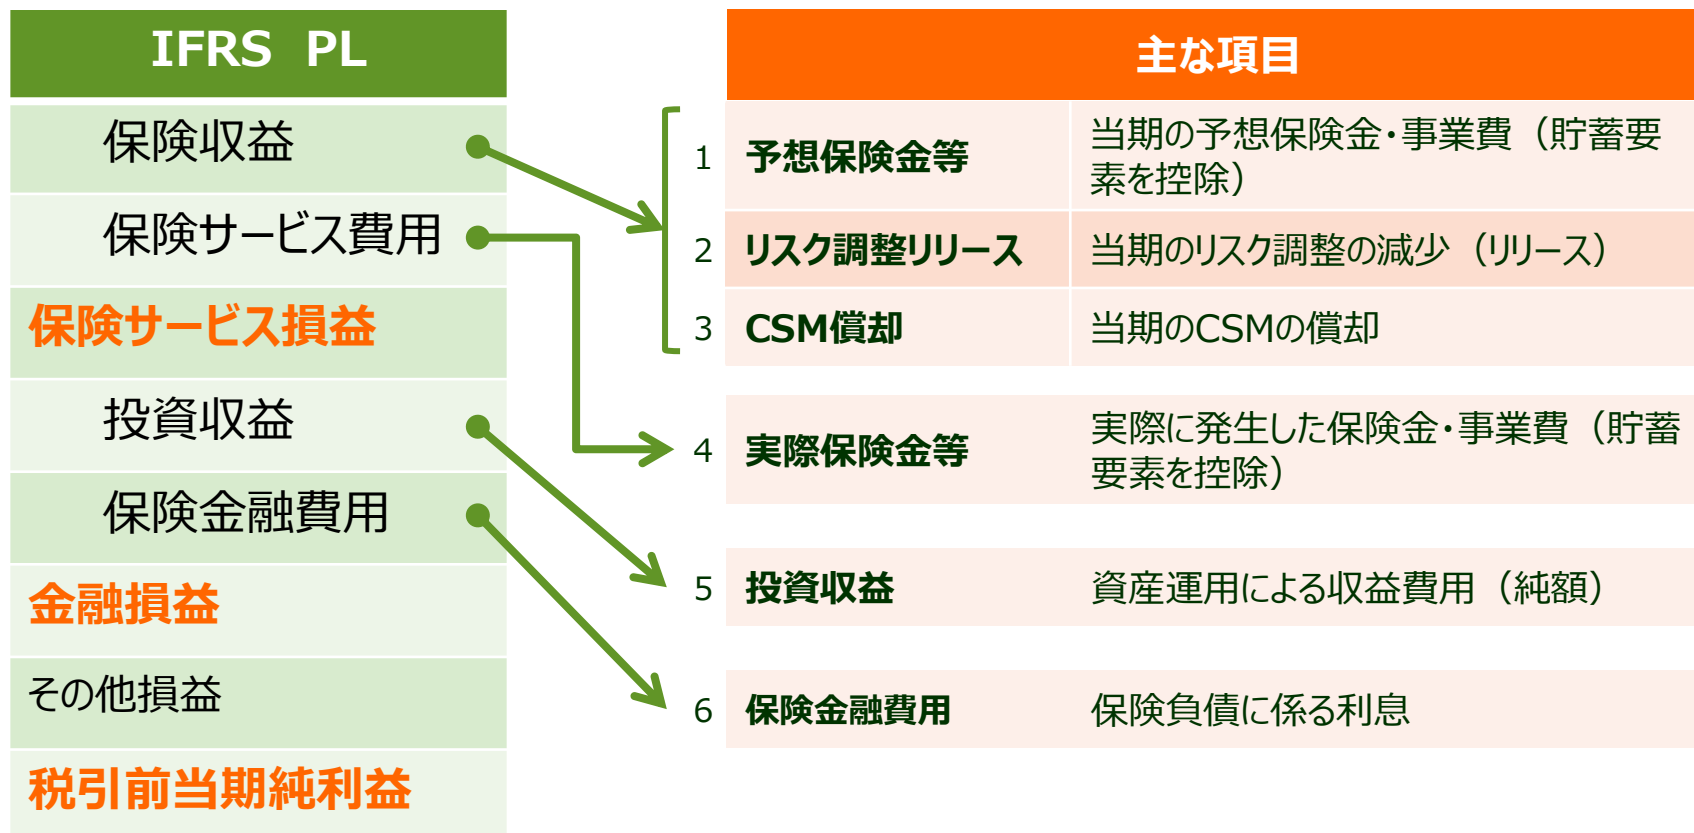 IFRS PL
保険収益
保険サービス費用
保険サービス損益
投資収益
保険金融費用
金融損益
その他損益
税引前当期純利益
主な項目
1 予想保険金等 当期の予想保険金・事業費（貯蓄要
素を控除）
2 リスク調整リリース 当期のリスク調整の減少（リリース）
3 CSM償却 当期のCSMの償却
4 実際保険金等 実際に発生した保険金・事業費（貯蓄
要素を控除）
5 投資収益 資産運用による収益費用（純額）
6 保険金融費用 保険負債に係る利息